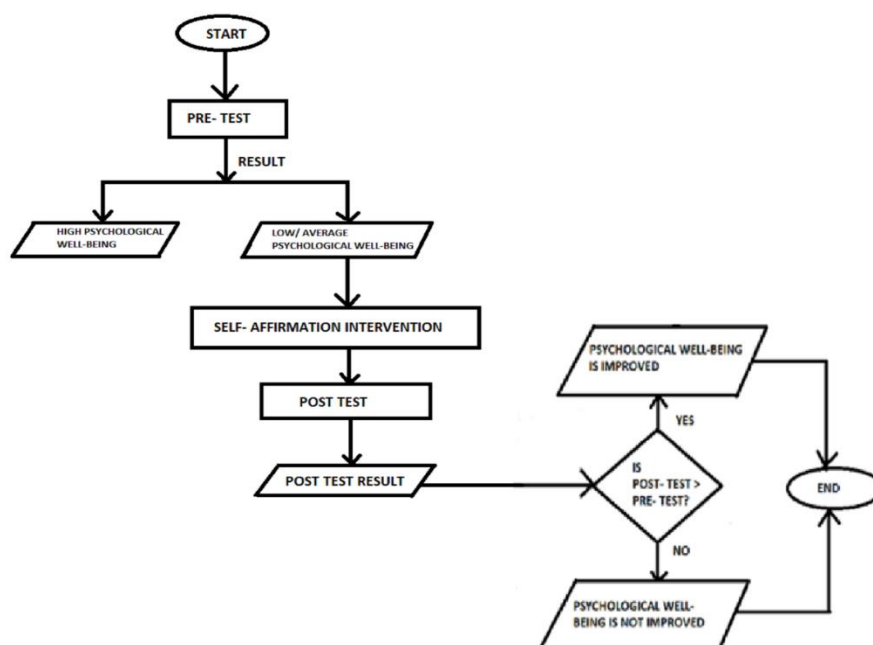 START
PRE- TEST
RESULT
HIGH PSYCHOLOGICAL
WELL-BEING
LOW/ AVERAGE
PSYCHOLOGICAL WELL-BEING
SELF- AFFIRMATION INTERVENTION
POST TEST
POST TEST RESULT
PSYCHOLOGICAL WELL-BEING
IS IMPROVED
YES
IS
POST- TEST >
PRE- TEST?
END
NO
PSYCHOLOGICAL WELL-
BEING IS NOT IMPROVED